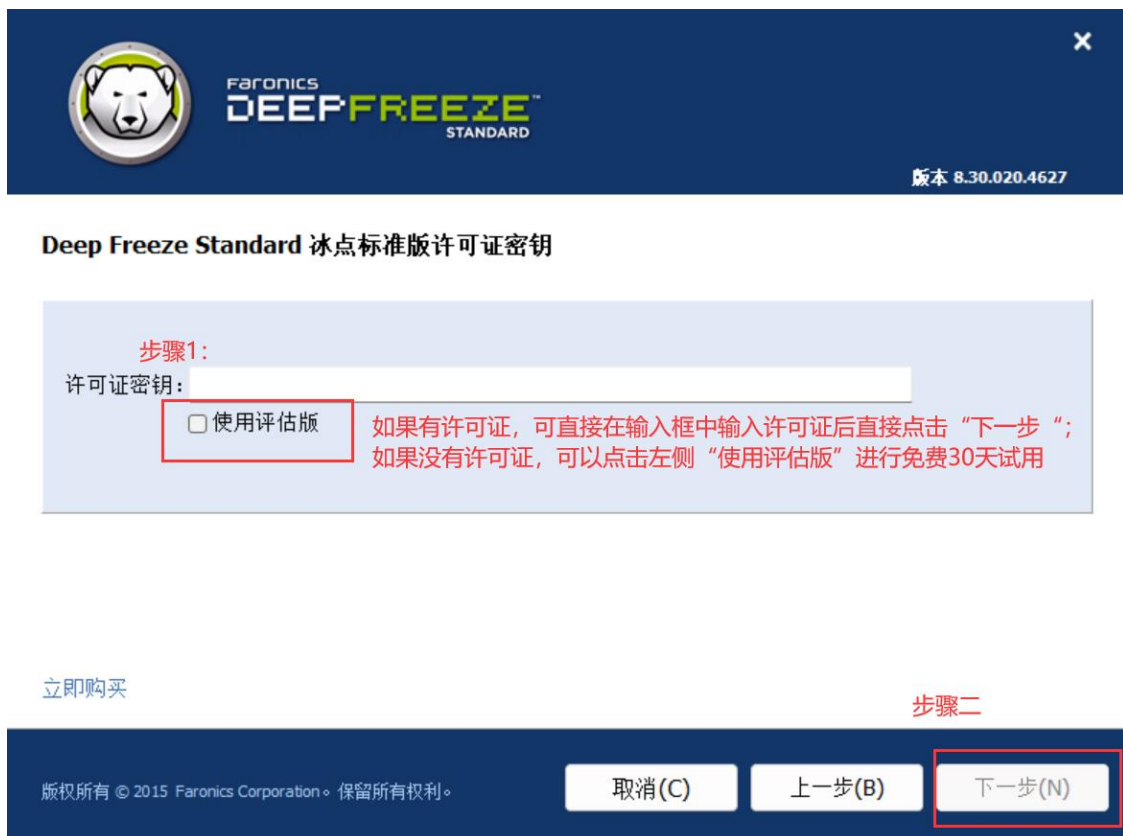 ×
Faronics
DEEPFREEZE™
STANDARD
版本 8.30.020.4627
Deep Freeze Standard 冰点标准版许可证密钥
步骤1：
许可证密钥：
使用评估版
如果有许可证，可直接在输入框中输入许可证后直接点击“下一步“；
如果没有许可证，可以点击左侧“使用评估版”进行免费30天试用
立即购买
步骤二
版权所有 © 2015 Faronics Corporation。保留所有权利。
取消(C)
上一步(B)
下一步(N)